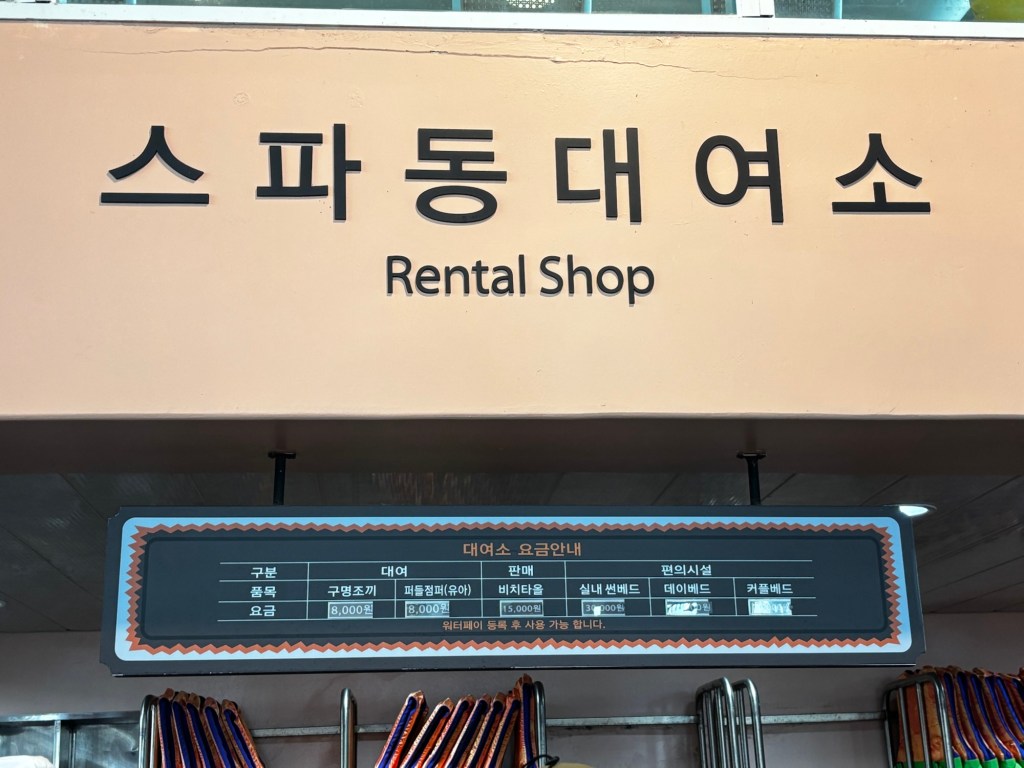 스파동대여소
Rental Shop
대여소 요금안내
구분 대여 판매 편의시설
품목 구명조끼 퍼들점퍼(유아) 비치타올 실내 썬베드 데이베드 커플베드
요금 8,000원 8,000원 15,000원
워터페이 등록 후 사용 가능 합니다.